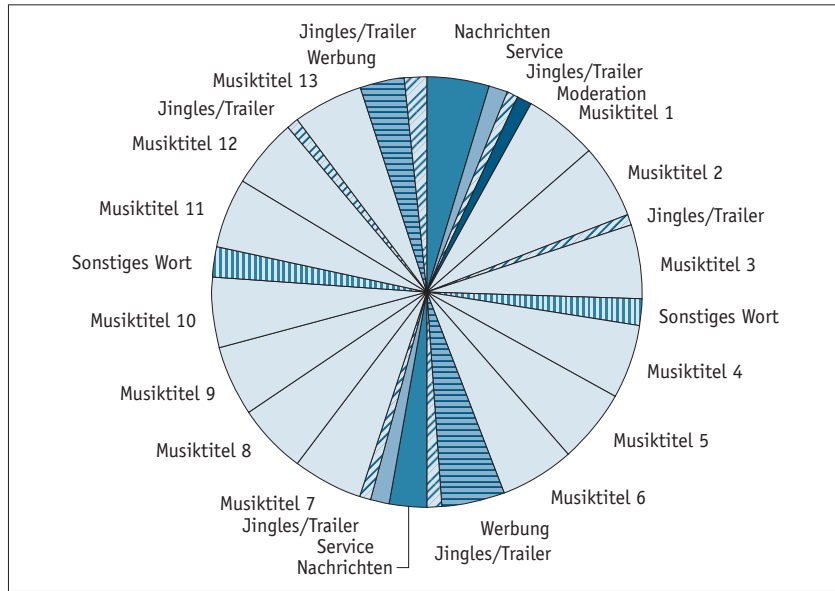 Nachrichten
Service
Jingles/Trailer
Moderation
Musiktitel 1
Musiktitel 2
Jingles/Trailer
Musiktitel 3
Sonstiges Wort
Musiktitel 4
Musiktitel 5
Musiktitel 6
Werbung
Jingles/Trailer
Nachrichten
Service
Jingles/Trailer
Musiktitel 7
Musiktitel 8
Musiktitel 9
Musiktitel 10
Sonstiges Wort
Musiktitel 11
Musiktitel 12
Jingles/Trailer
Musiktitel 13
Werbung
Jingles/Trailer